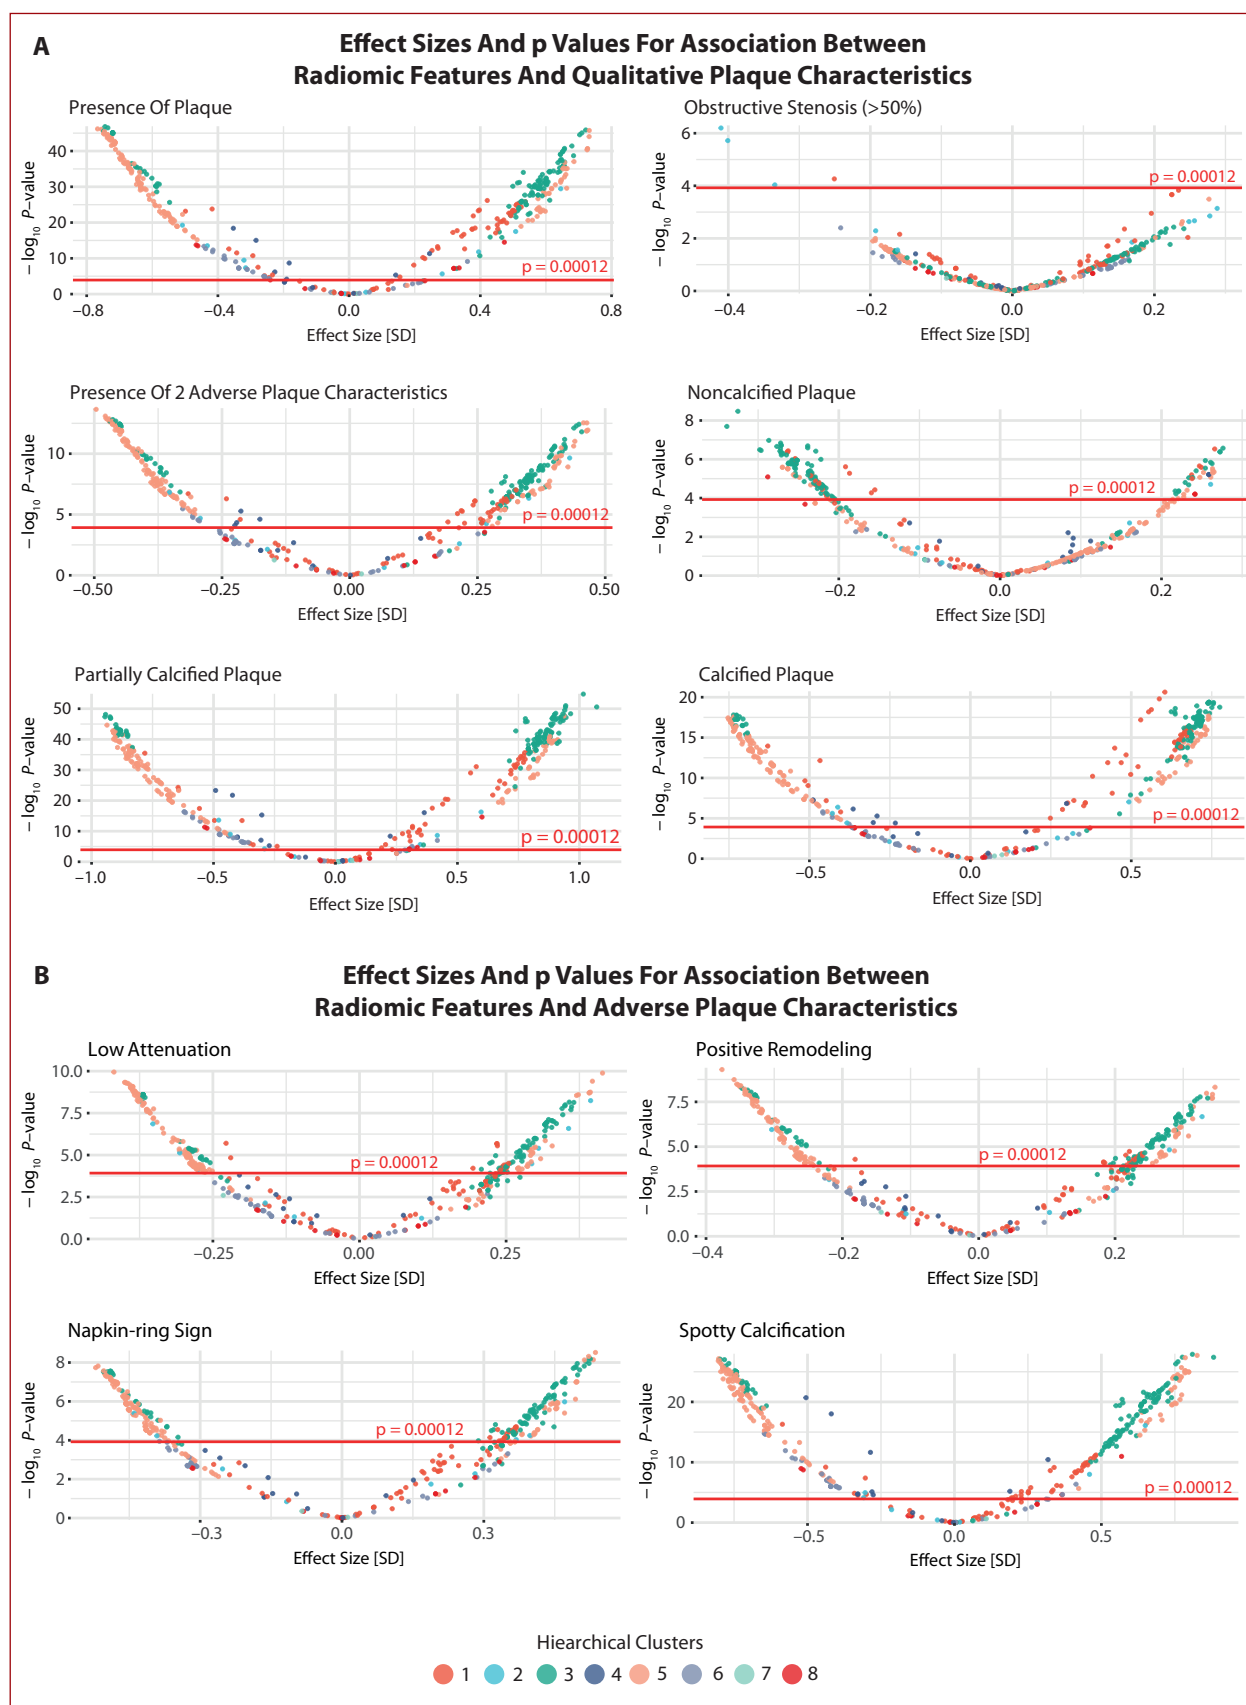 A
Effect Sizes And p Values For Association Between
Radiomic Features And Qualitative Plaque Characteristics
Presence Of Plaque
− log10 P−value
40
30
20
10
0
p = 0.00012
−0.8 −0.4 0.0 0.4 0.8
Effect Size [SD]
Obstructive Stenosis (>50%)
− log10 P−value
6
4
2
0
p = 0.00012
−0.4 −0.2 0.0 0.2
Effect Size [SD]
Presence Of 2 Adverse Plaque Characteristics
− log10 P−value
10
5
0
p = 0.00012
−0.50 −0.25 0.00 0.25 0.50
Effect Size [SD]
Noncalcified Plaque
− log10 P−value
8
6
4
2
0
p = 0.00012
−0.2 0.0 0.2
Effect Size [SD]
Partially Calcified Plaque
− log10 P−value
50
40
30
20
10
0
p = 0.00012
−1.0 −0.5 0.0 0.5 1.0
Effect Size [SD]
Calcified Plaque
− log10 P−value
20
15
10
5
0
p = 0.00012
−0.5 0.0 0.5
Effect Size [SD]
B
Effect Sizes And p Values For Association Between
Radiomic Features And Adverse Plaque Characteristics
Low Attenuation
− log10 P−value
10.0
7.5
5.0
2.5
0.0
p = 0.00012
−0.25 0.00 0.25
Effect Size [SD]
Positive Remodeling
− log10 P−value
7.5
5.0
2.5
0.0
p = 0.00012
−0.4 −0.2 0.0 0.2
Effect Size [SD]
Napkin-ring Sign
− log10 P−value
8
6
4
2
0
p = 0.00012
−0.3 0.0 0.3
Effect Size [SD]
Spotty Calcification
− log10 P−value
20
10
0
p = 0.00012
−0.5 0.0 0.5
Effect Size [SD]
Hiearchical Clusters
1 2 3 4 5 6 7 8